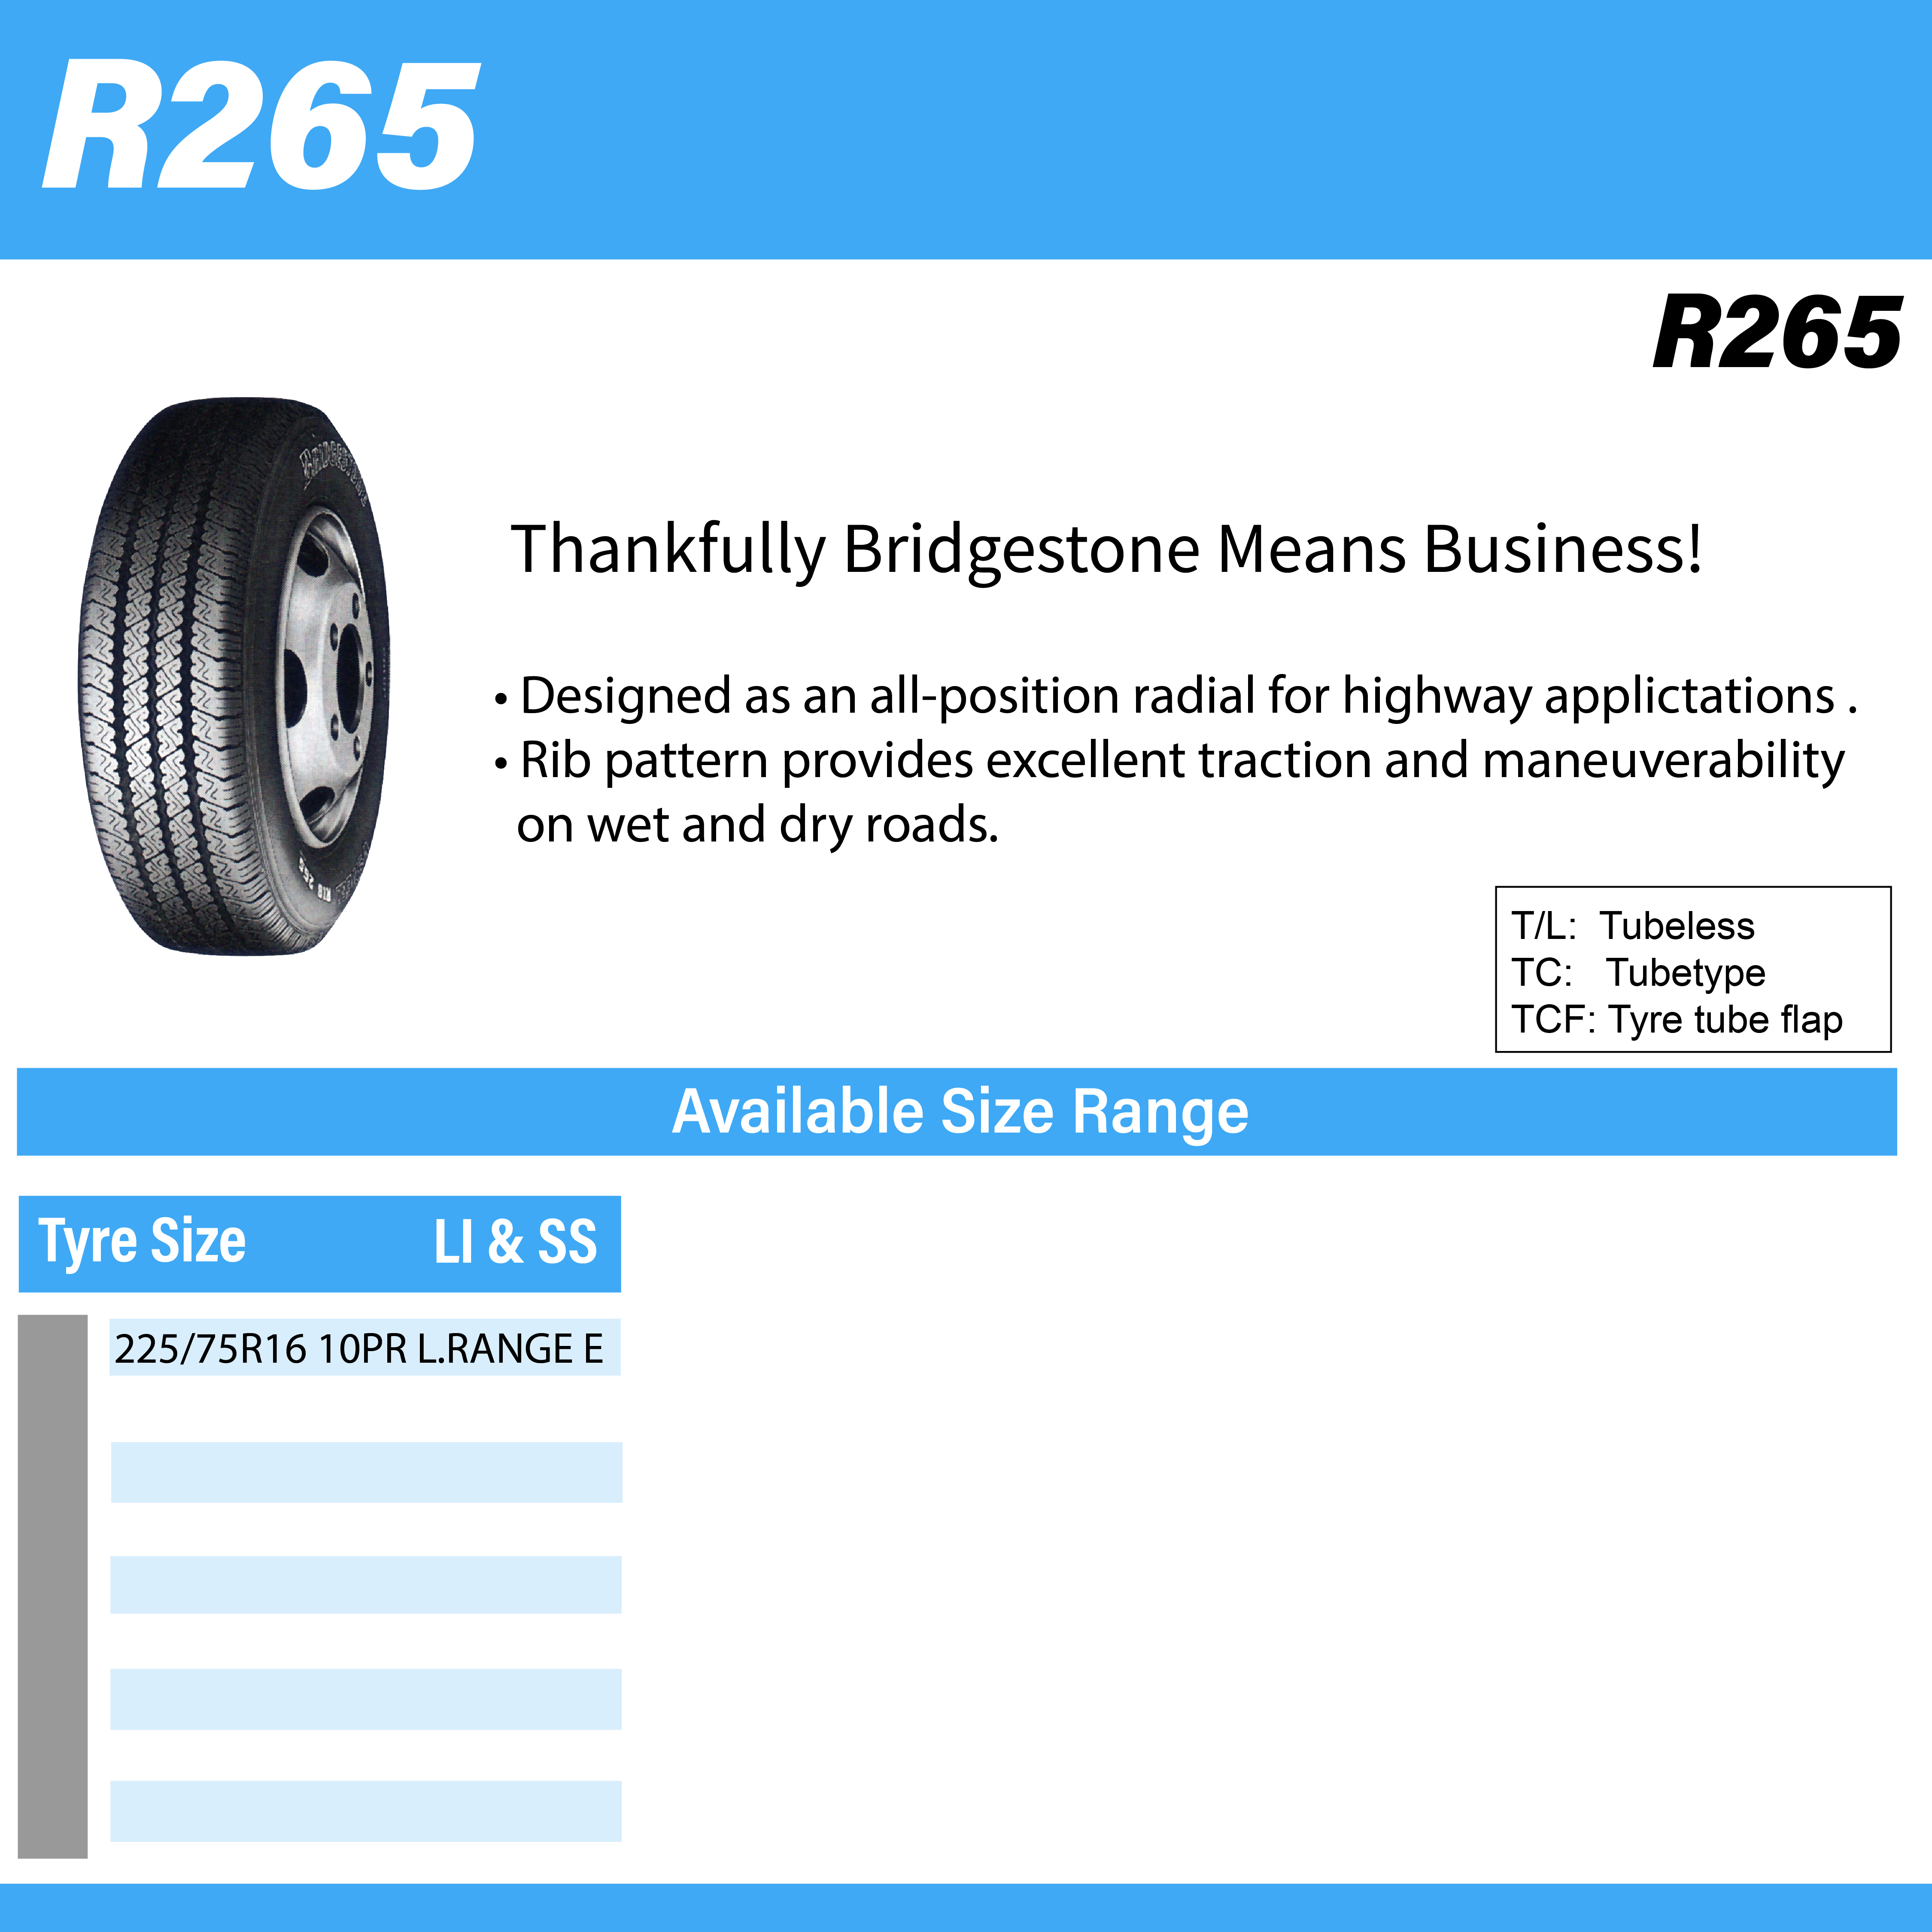 R265
R265
BRIDGESTONE
Thankfully Bridgestone Means Business!
• Designed as an all-position radial for highway applictations .
• Rib pattern provides excellent traction and maneuverability
on wet and dry roads.
RIB 265
T/L: Tubeless
TC: Tubetype
TCF: Tyre tube flap
Available Size Range
Tyre Size LI & SS
225/75R16 10PR L.RANGE E